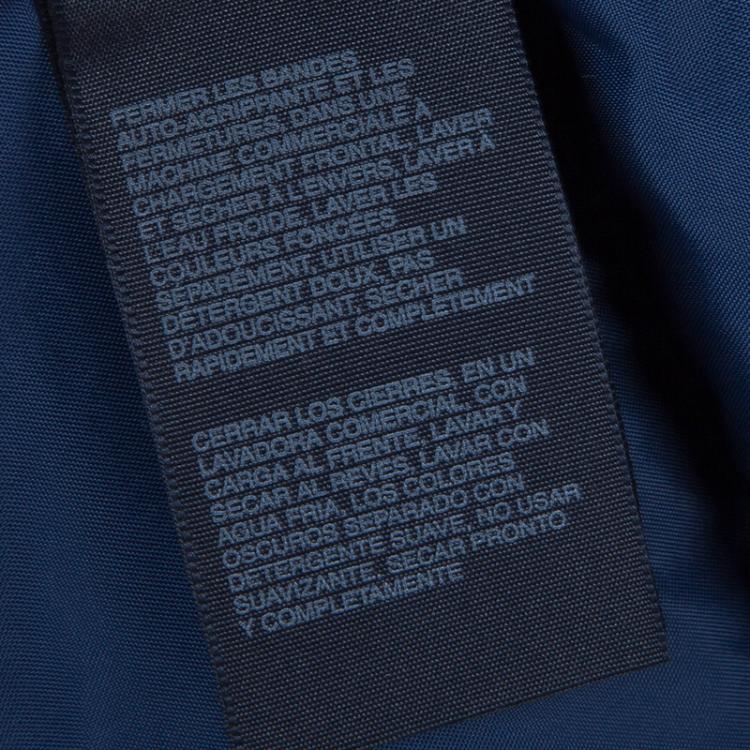 FERMER LES BANDES
AUTO-AGRIPPANTE ET LES
FERMETURES, DANS UNE
MACHINE COMMERCIALE À
CHARGEMENT FRONTAL, LAVER
ET SÉCHER À L'ENVERS, LAVER À
L'EAU FROIDE, LAVER LES
COULEURS FONCÉES
SÉPARÉMENT, UTILISER UN
DÉTERGENT DOUX, PAS
D'ADOUCISSANT, SÉCHER
RAPIDEMENT ET COMPLÈTEMENT
CERRAR LOS CIERRES, EN UN
LAVADORA COMERCIAL, CON
CARGA AL FRENTE, LAVAR Y
SECAR AL REVES, LAVAR CON
AGUA FRIA, LOS COLORES
OSCUROS SEPARADO CON
DETERGENTE SUAVE, NO USAR
SUAVIZANTE, SECAR PRONTO
Y COMPLETAMENTE